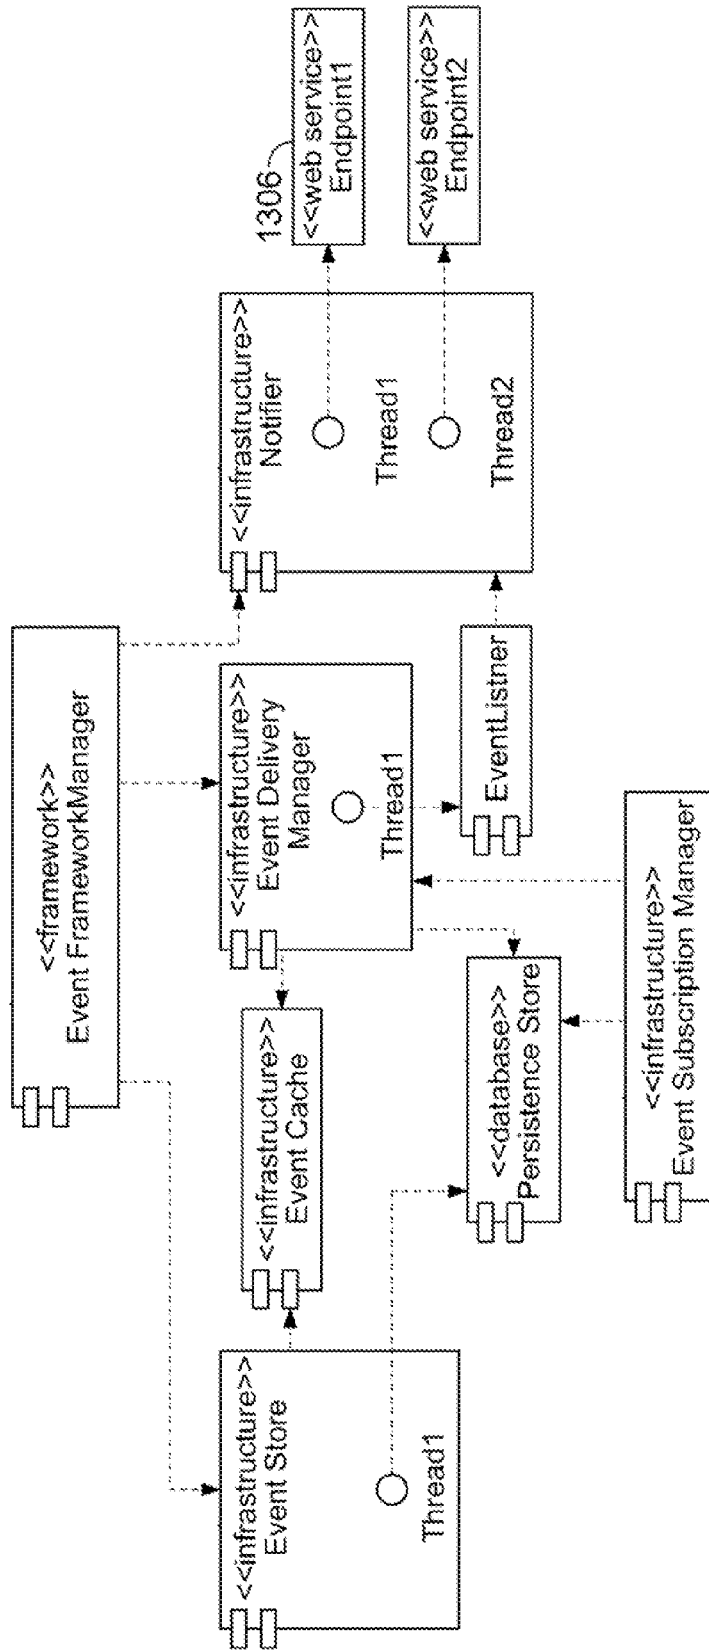 <<framework>>
Event FrameworkManager
<<infrastructure>>
Event Store
Thread1
<<infrastructure>>
Event Cache
<<infrastructure>>
Event Delivery
Manager
Thread1
<<infrastructure>>
Notifier
Thread1
Thread2
1306
<<web service>>
Endpoint1
<<web service>>
Endpoint2
<<database>>
Persistence Store
EventListner
<<infrastructure>>
Event Subscription Manager